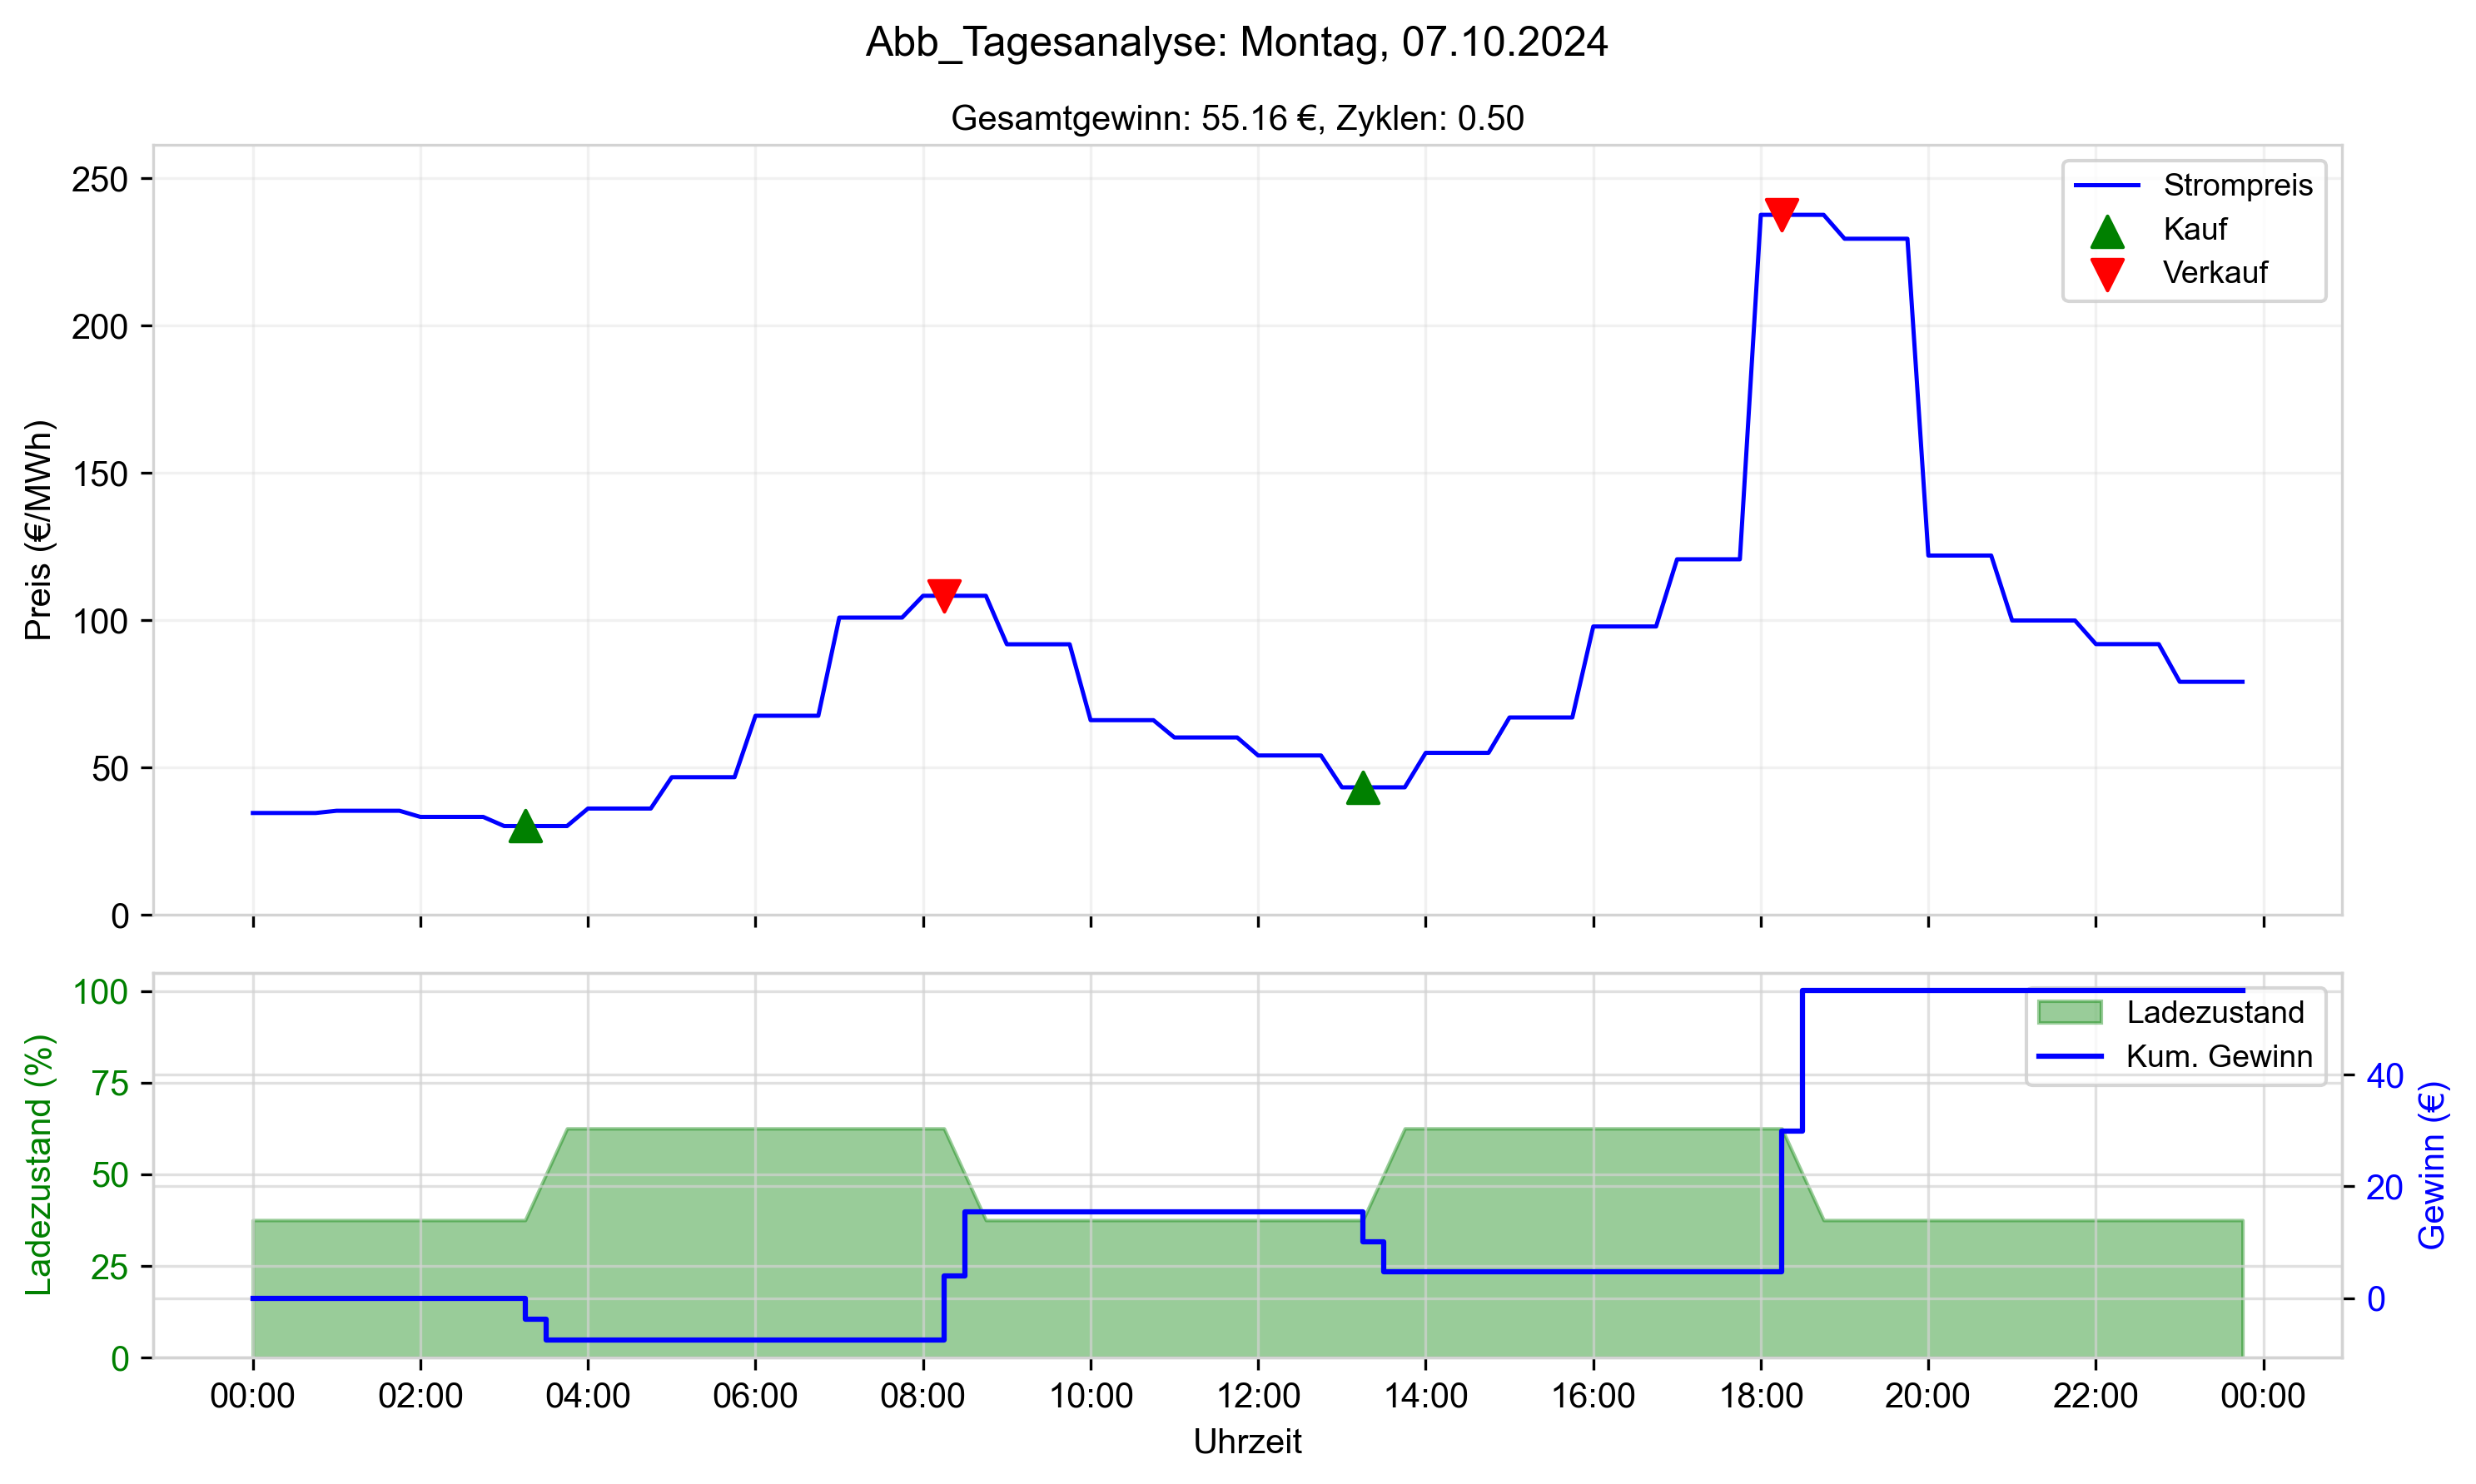 Abb_Tagesanalyse: Montag, 07.10.2024
Gesamtgewinn: 55.16 €, Zyklen: 0.50
Preis (€/MWh)
250
200
150
100
50
0
Strompreis
Kauf
Verkauf
Ladezustand (%)
100
75
50
25
0
Ladezustand
Kum. Gewinn
40
20
0
Gewinn (€)
00:00 02:00 04:00 06:00 08:00 10:00 12:00 14:00 16:00 18:00 20:00 22:00 00:00
Uhrzeit